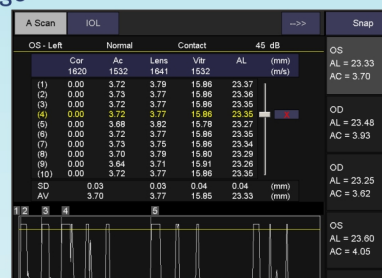 A Scan IOL -->> Snap
OS - Left Normal Contact 45 dB
Cor Ac Lens Vitr AL (mm)
1620 1532 1641 1532 (m/s)
(1) 0.00 3.72 3.79 15.86 23.37
(2) 0.00 3.73 3.77 15.86 23.36
(3) 0.00 3.72 3.77 15.86 23.35
(4) 0.00 3.72 3.77 15.86 23.35 X
(5) 0.00 3.68 3.82 15.78 23.27
(6) 0.00 3.72 3.77 15.86 23.35
(7) 0.00 3.73 3.75 15.86 23.34
(8) 0.00 3.70 3.79 15.80 23.29
(9) 0.00 3.64 3.71 15.91 23.26
(10) 0.00 3.72 3.77 15.86 23.35
SD 0.03 0.03 0.04 0.04 (mm)
AV 3.70 3.77 15.85 23.33 (mm)
1 2 3 4 5
OS
AL = 23.33
AC = 3.70
OD
AL = 23.48
AC = 3.93
OD
AL = 23.25
AC = 3.62
OS
AL = 23.60
AC = 4.05